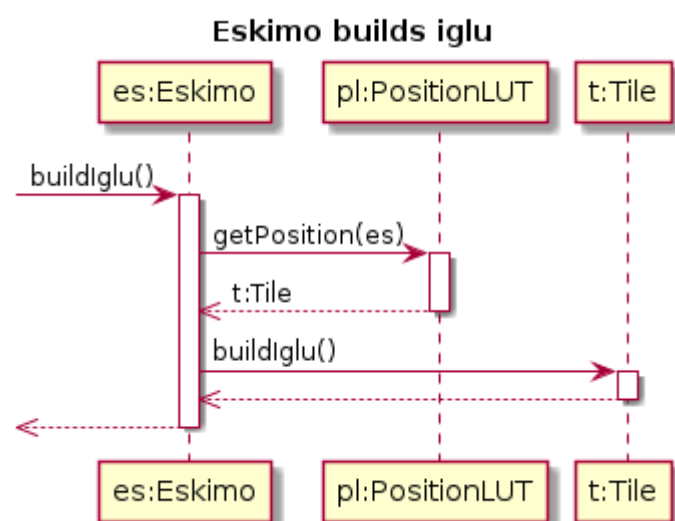 Eskimo builds iglu
es:Eskimo
pl:PositionLUT
t:Tile
buildIglu()
getPosition(es)
t:Tile
buildIglu()
es:Eskimo
pl:PositionLUT
t:Tile